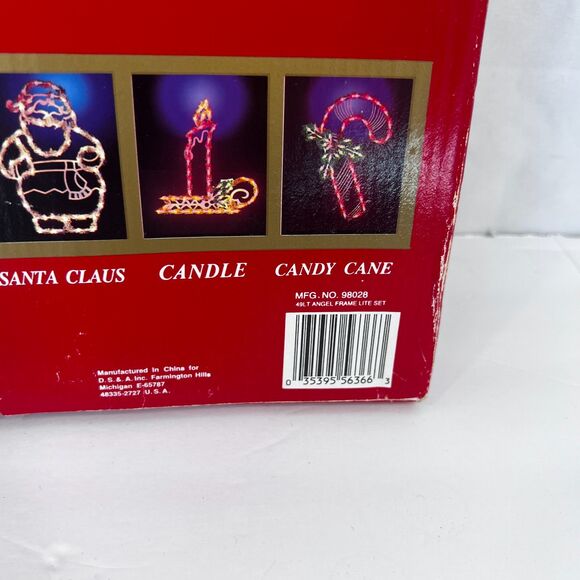 SANTA CLAUS
CANDLE
CANDY CANE
MFG. NO. 98028
49LT ANGEL FRAME LITE SET
0 35395 56366 3
Manufactured in China for
D.S. & A. Inc. Farmington Hills
Michigan E-65787
48335-2727 U.S.A.